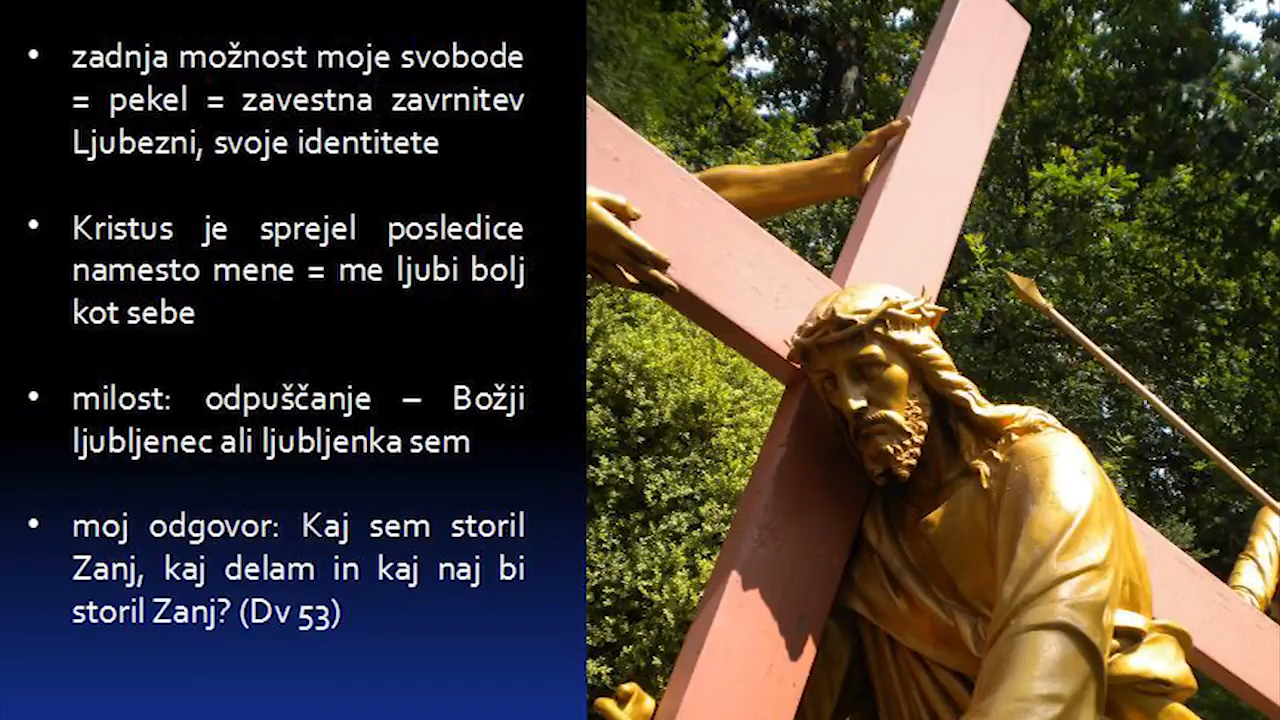 • zadnja možnost moje svobode
= pekel = zavestna zavrnitev
Ljubezni, svoje identitete
• Kristus je sprejel posledice
namesto mene = me ljubi bolj
kot sebe
• milost: odpuščanje – Božji
ljubljenec ali ljubljenka sem
• moj odgovor: Kaj sem storil
Zanj, kaj delam in kaj naj bi
storil Zanj? (Dv 53)